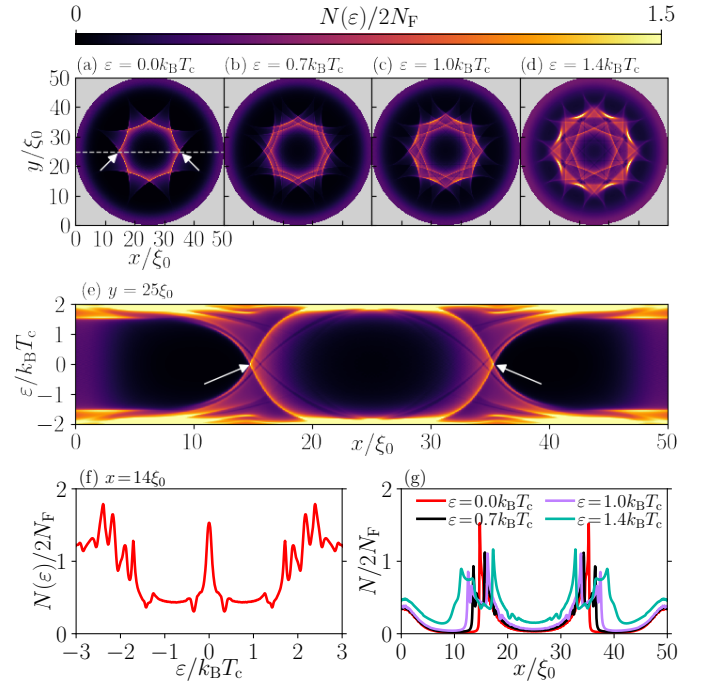 0 N(ε)/2N_F 1.5
(a) ε = 0.0k_BT_c (b) ε = 0.7k_BT_c (c) ε = 1.0k_BT_c (d) ε = 1.4k_BT_c
50
40
30
20
10
0
y/ξ_0
0 10 20 30 40 50
x/ξ_0
(e) y = 25ξ_0
2
1
0
−1
−2
ε/k_BT_c
0 10 20 30 40 50
x/ξ_0
(f) x=14ξ_0
2
1
0
N(ε)/2N_F
−3 −2 −1 0 1 2 3
ε/k_BT_c
(g)
ε=0.0k_BT_c ε=1.0k_BT_c
ε=0.7k_BT_c ε=1.4k_BT_c
2
1
0
N/2N_F
0 10 20 30 40 50
x/ξ_0